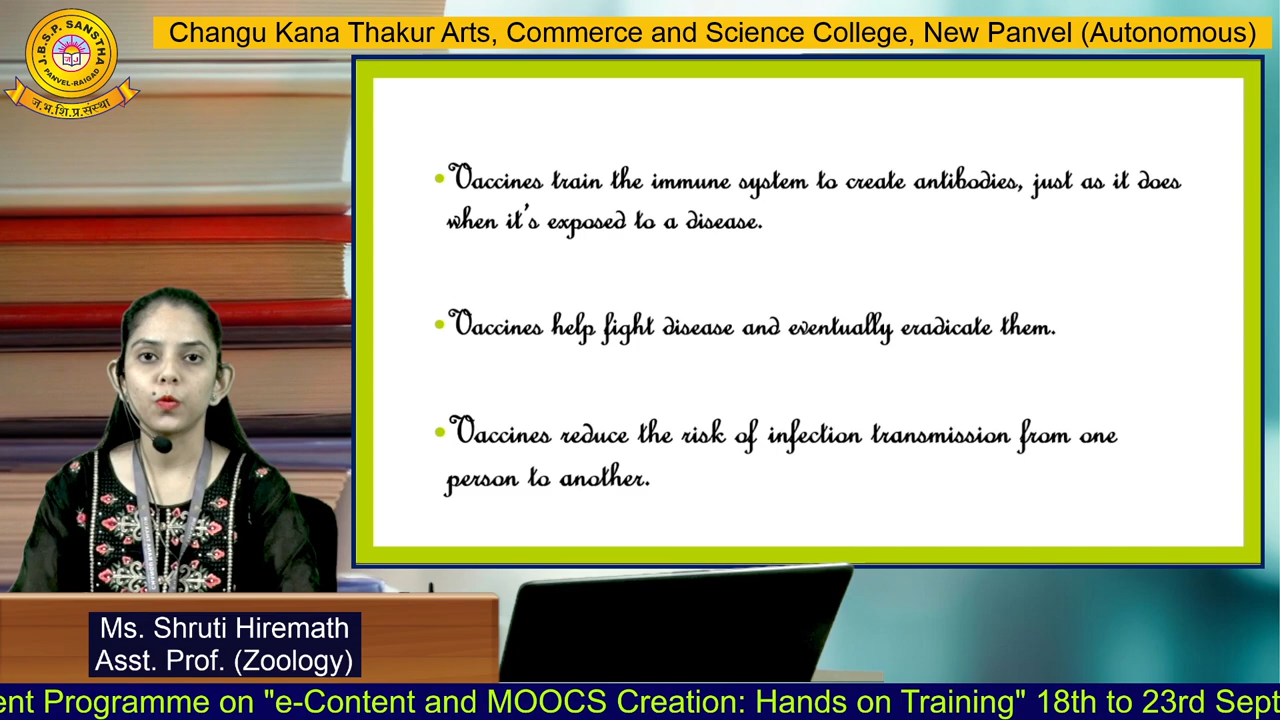 Changu Kana Thakur Arts, Commerce and Science College, New Panvel (Autonomous)
J.B.S.P. SANSTHA
PANVEL-RAIGAD
ज.भ.शि.प्र.संस्था
•Vaccines train the immune system to create antibodies, just as it does
when it's exposed to a disease.
•Vaccines help fight disease and eventually eradicate them.
•Vaccines reduce the risk of infection transmission from one
person to another.
Ms. Shruti Hiremath
Asst. Prof. (Zoology)
ent Programme on "e-Content and MOOCS Creation: Hands on Training" 18th to 23rd Sept